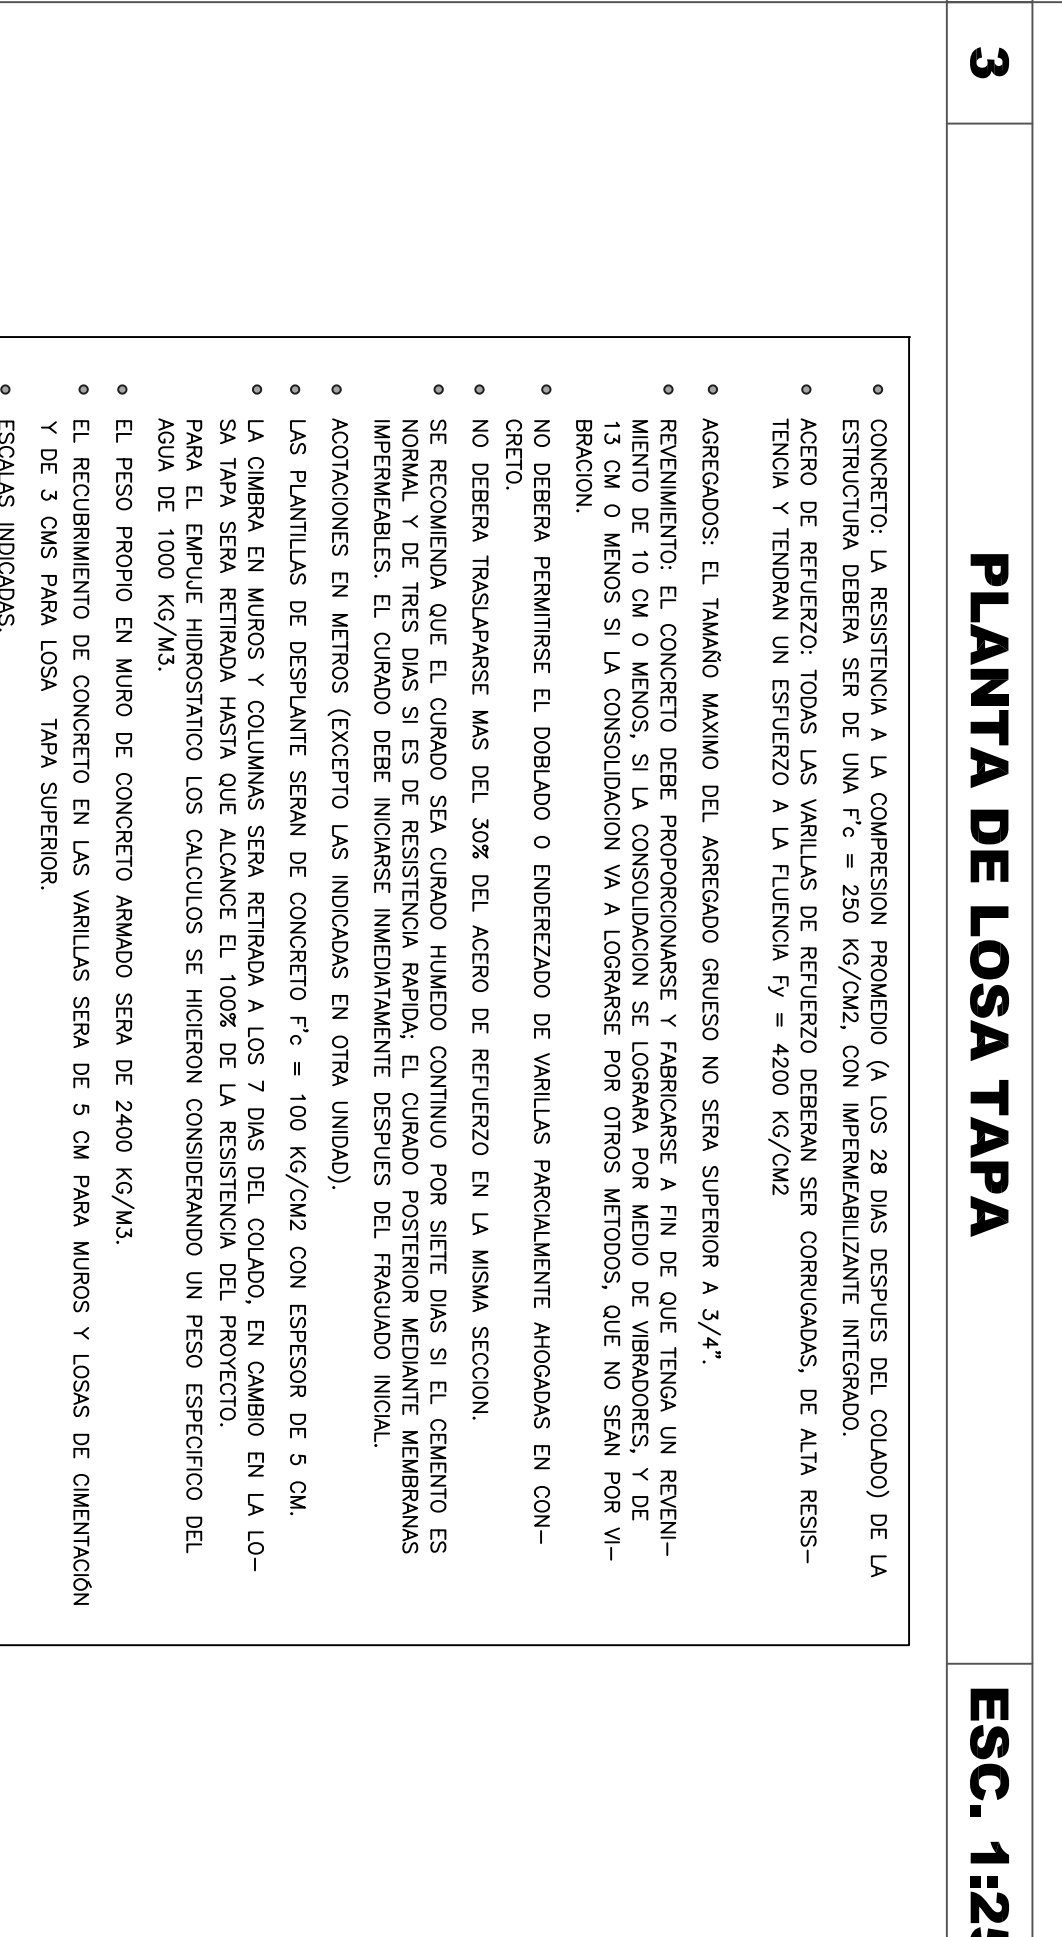 3
PLANTA DE LOSA TAPA
ESC. 1:25
CONCRETO: LA RESISTENCIA A LA COMPRESION PROMEDIO (A LOS 28 DIAS DESPUES DEL COLADO) DE LA
ESTRUCTURA DEBERA SER DE UNA F'c = 250 KG/CM2, CON IMPERMEABILIZANTE INTEGRADO.
ACERO DE REFUERZO: TODAS LAS VARILLAS DE REFUERZO DEBERAN SER CORRUGADAS, DE ALTA RESIS-
TENCIA Y TENDRAN UN ESFUERZO A LA FLUENCIA Fy = 4200 KG/CM2
AGREGADOS: EL TAMAÑO MAXIMO DEL AGREGADO GRUESO NO SERA SUPERIOR A 3/4".
REVENIMIENTO: EL CONCRETO DEBE PROPORCIONARSE Y FABRICARSE A FIN DE QUE TENGA UN REVENI-
MIENTO DE 10 CM O MENOS, SI LA CONSOLIDACION SE LOGRARA POR MEDIO DE VIBRADORES, Y DE
13 CM O MENOS SI LA CONSOLIDACION VA A LOGRARSE POR OTROS METODOS, QUE NO SEAN POR VI-
BRACION.
NO DEBERA PERMITIRSE EL DOBLADO O ENDEREZADO DE VARILLAS PARCIALMENTE AHOGADAS EN CON-
CRETO.
NO DEBERA TRASLAPARSE MAS DEL 30% DEL ACERO DE REFUERZO EN LA MISMA SECCION.
SE RECOMIENDA QUE EL CURADO SEA CURADO HUMEDO CONTINUO POR SIETE DIAS SI EL CEMENTO ES
NORMAL Y DE TRES DIAS SI ES DE RESISTENCIA RAPIDA; EL CURADO POSTERIOR MEDIANTE MEMBRANAS
IMPERMEABLES. EL CURADO DEBE INICIARSE INMEDIATAMENTE DESPUES DEL FRAGUADO INICIAL.
ACOTACIONES EN METROS (EXCEPTO LAS INDICADAS EN OTRA UNIDAD).
LAS PLANTILLAS DE DESPLANTE SERAN DE CONCRETO F'c = 100 KG/CM2 CON ESPESOR DE 5 CM.
LA CIMBRA EN MUROS Y COLUMNAS SERA RETIRADA A LOS 7 DIAS DEL COLADO, EN CAMBIO EN LA LO-
SA TAPA SERA RETIRADA HASTA QUE ALCANCE EL 100% DE LA RESISTENCIA DEL PROYECTO.
PARA EL EMPUJE HIDROSTATICO LOS CALCULOS SE HICIERON CONSIDERANDO UN PESO ESPECIFICO DEL
AGUA DE 1000 KG/M3.
EL PESO PROPIO EN MURO DE CONCRETO ARMADO SERA DE 2400 KG/M3.
EL RECUBRIMIENTO DE CONCRETO EN LAS VARILLAS SERA DE 5 CM PARA MUROS Y LOSAS DE CIMENTACIÓN
Y DE 3 CMS PARA LOSA TAPA SUPERIOR.
ESCALAS INDICADAS.